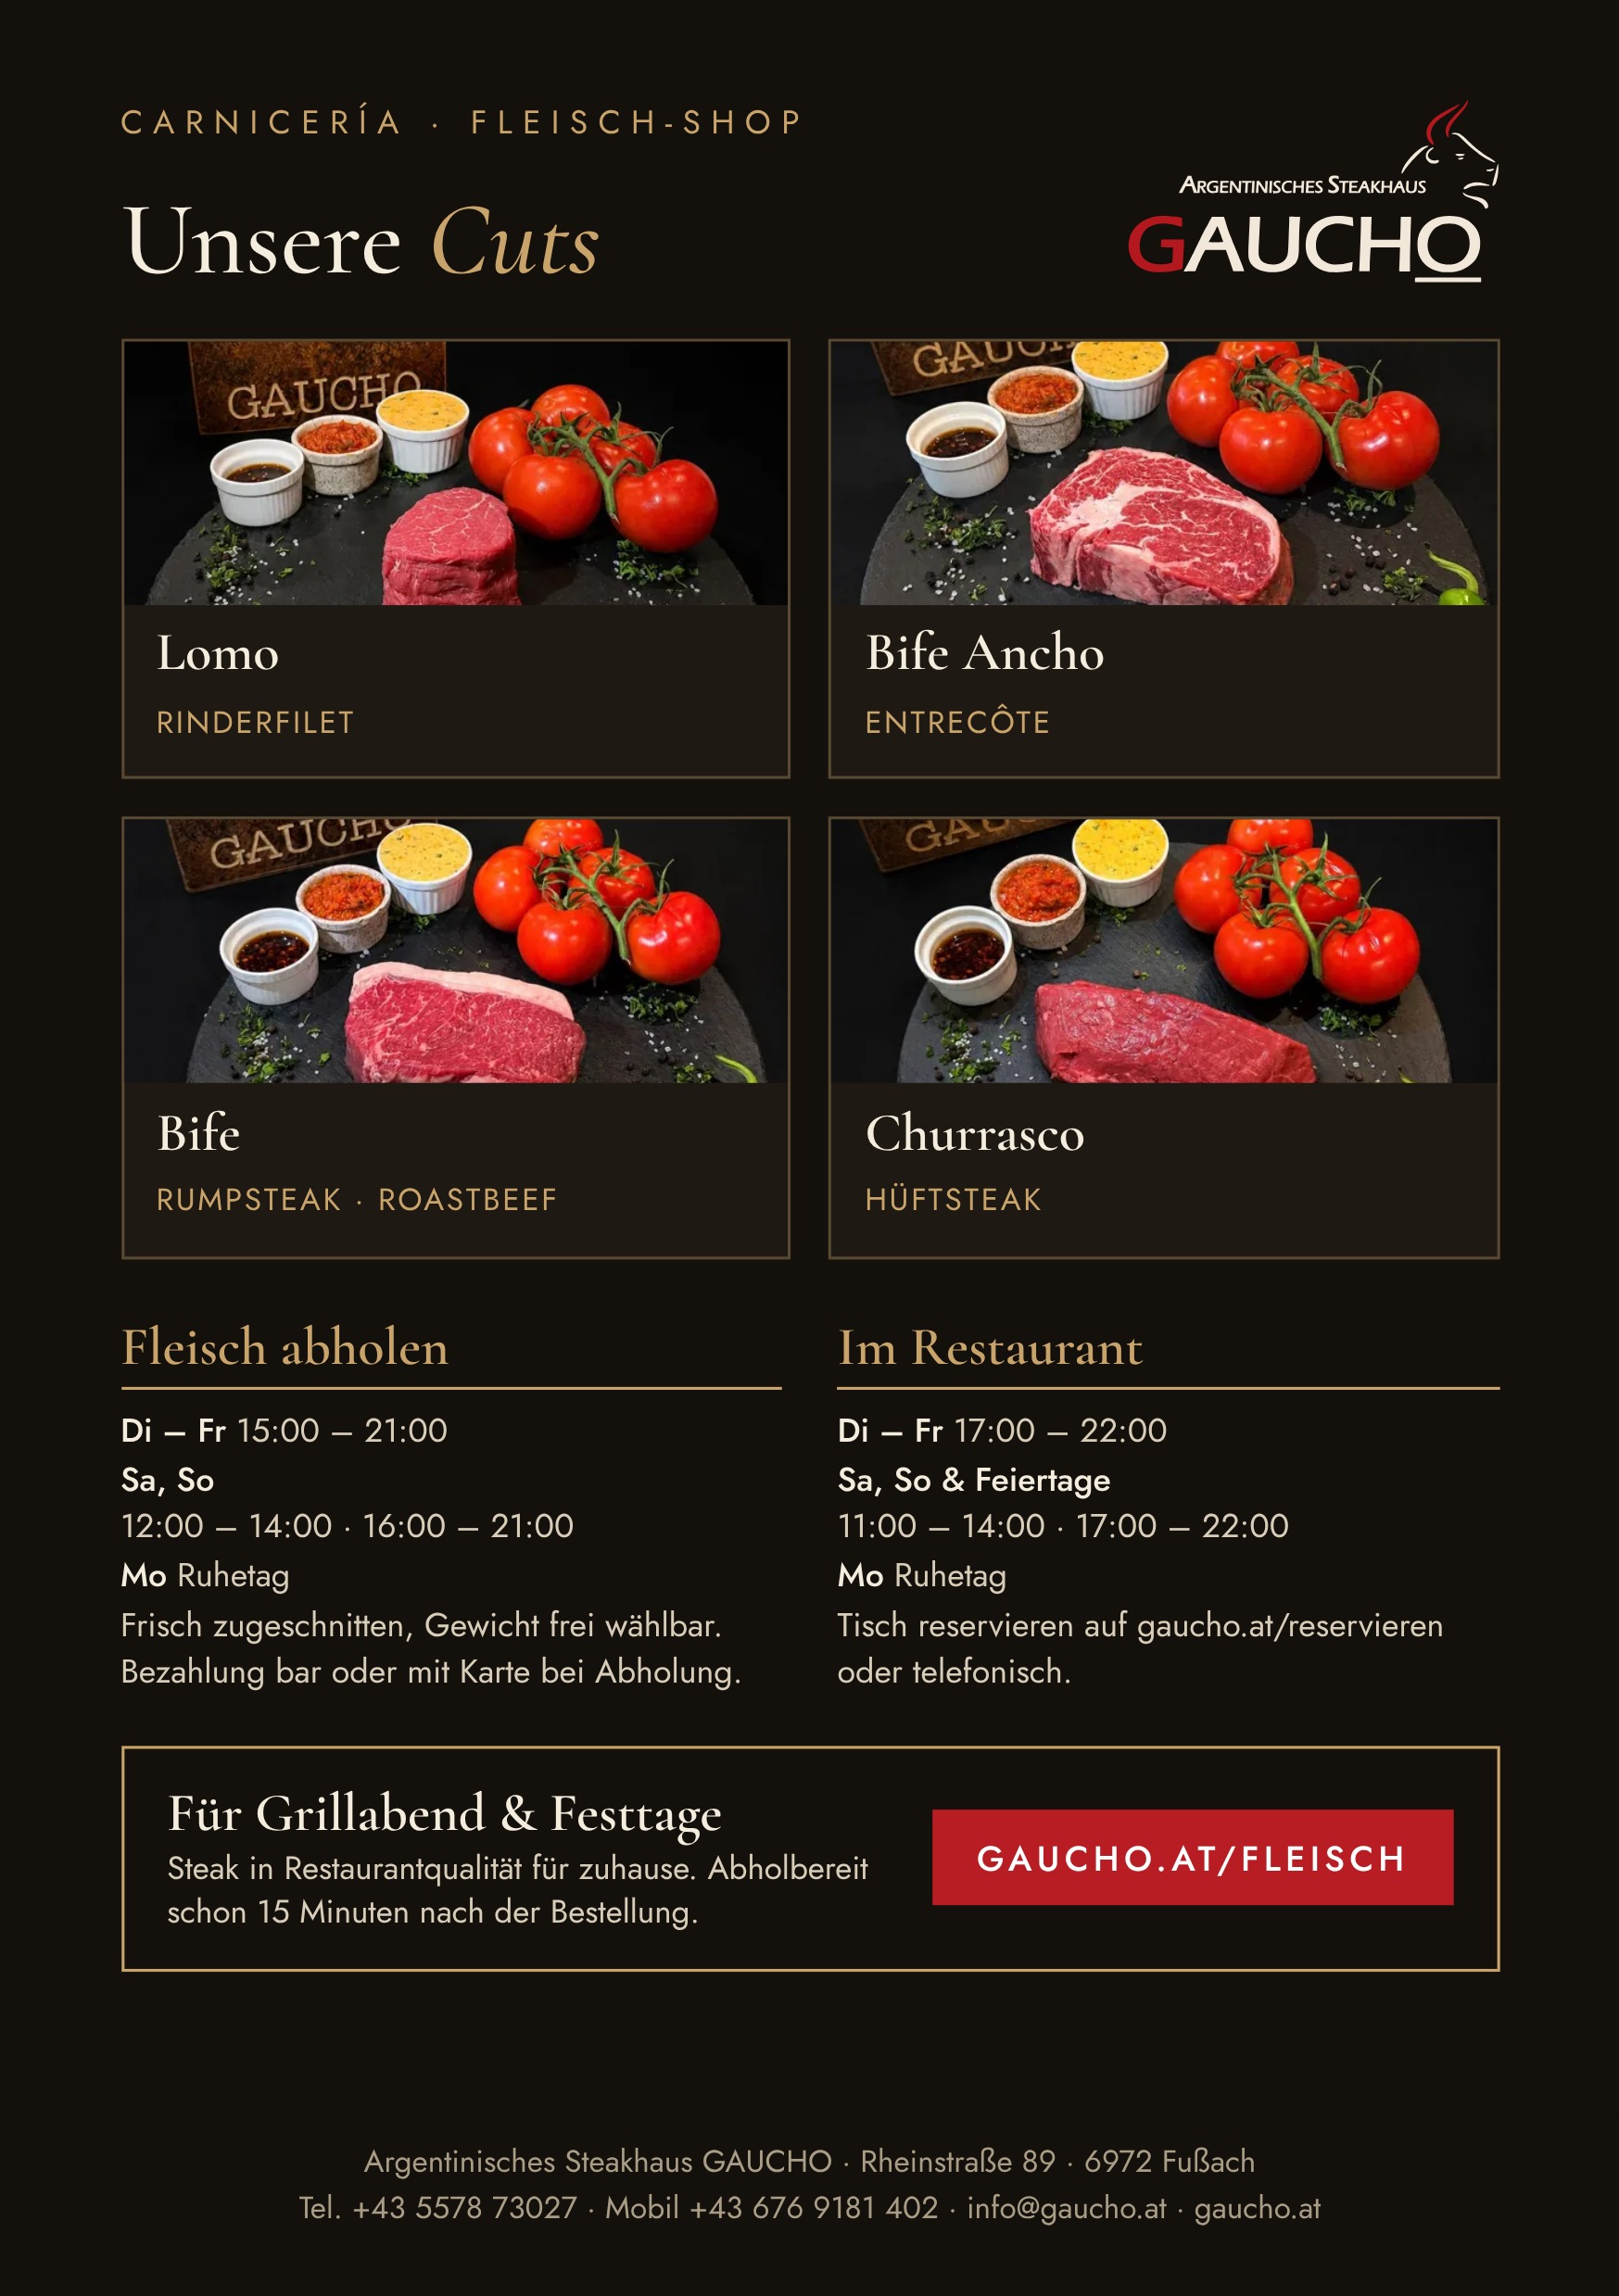 CARNICERÍA · FLEISCH-SHOP
Unsere Cuts
ARGENTINISCHES STEAKHAUS
GAUCHO
GAUCHO
GAUCHO
Lomo
RINDERFILET
Bife Ancho
ENTRECÔTE
GAUCHO
GAUCHO
Bife
RUMPSTEAK · ROASTBEEF
Churrasco
HÜFTSTEAK
Fleisch abholen
Di – Fr 15:00 – 21:00
Sa, So
12:00 – 14:00 · 16:00 – 21:00
Mo Ruhetag
Frisch zugeschnitten, Gewicht frei wählbar.
Bezahlung bar oder mit Karte bei Abholung.
Im Restaurant
Di – Fr 17:00 – 22:00
Sa, So & Feiertage
11:00 – 14:00 · 17:00 – 22:00
Mo Ruhetag
Tisch reservieren auf gaucho.at/reservieren
oder telefonisch.
Für Grillabend & Festtage
Steak in Restaurantqualität für zuhause. Abholbereit
schon 15 Minuten nach der Bestellung.
GAUCHO.AT/FLEISCH
Argentinisches Steakhaus GAUCHO · Rheinstraße 89 · 6972 Fußach
Tel. +43 5578 73027 · Mobil +43 676 9181 402 · info@gaucho.at · gaucho.at